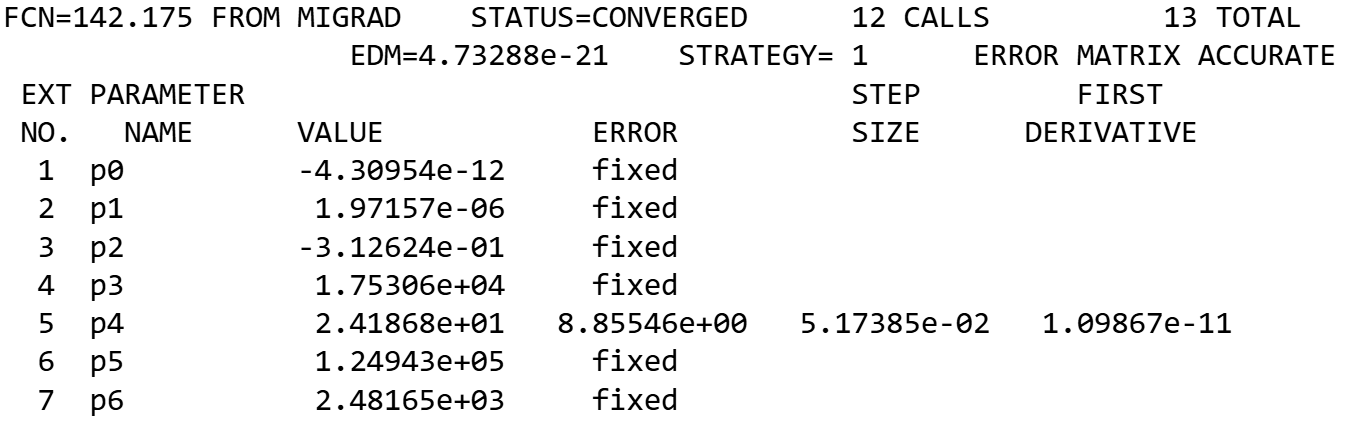 FCN=142.175 FROM MIGRAD    STATUS=CONVERGED      12 CALLS          13 TOTAL
                    EDM=4.73288e-21    STRATEGY= 1      ERROR MATRIX ACCURATE
 EXT PARAMETER                                   STEP         FIRST
 NO.   NAME      VALUE            ERROR          SIZE      DERIVATIVE
  1  p0          -4.30954e-12     fixed
  2  p1           1.97157e-06     fixed
  3  p2          -3.12624e-01     fixed
  4  p3           1.75306e+04     fixed
  5  p4           2.41868e+01   8.85546e+00   5.17385e-02   1.09867e-11
  6  p5           1.24943e+05     fixed
  7  p6           2.48165e+03     fixed